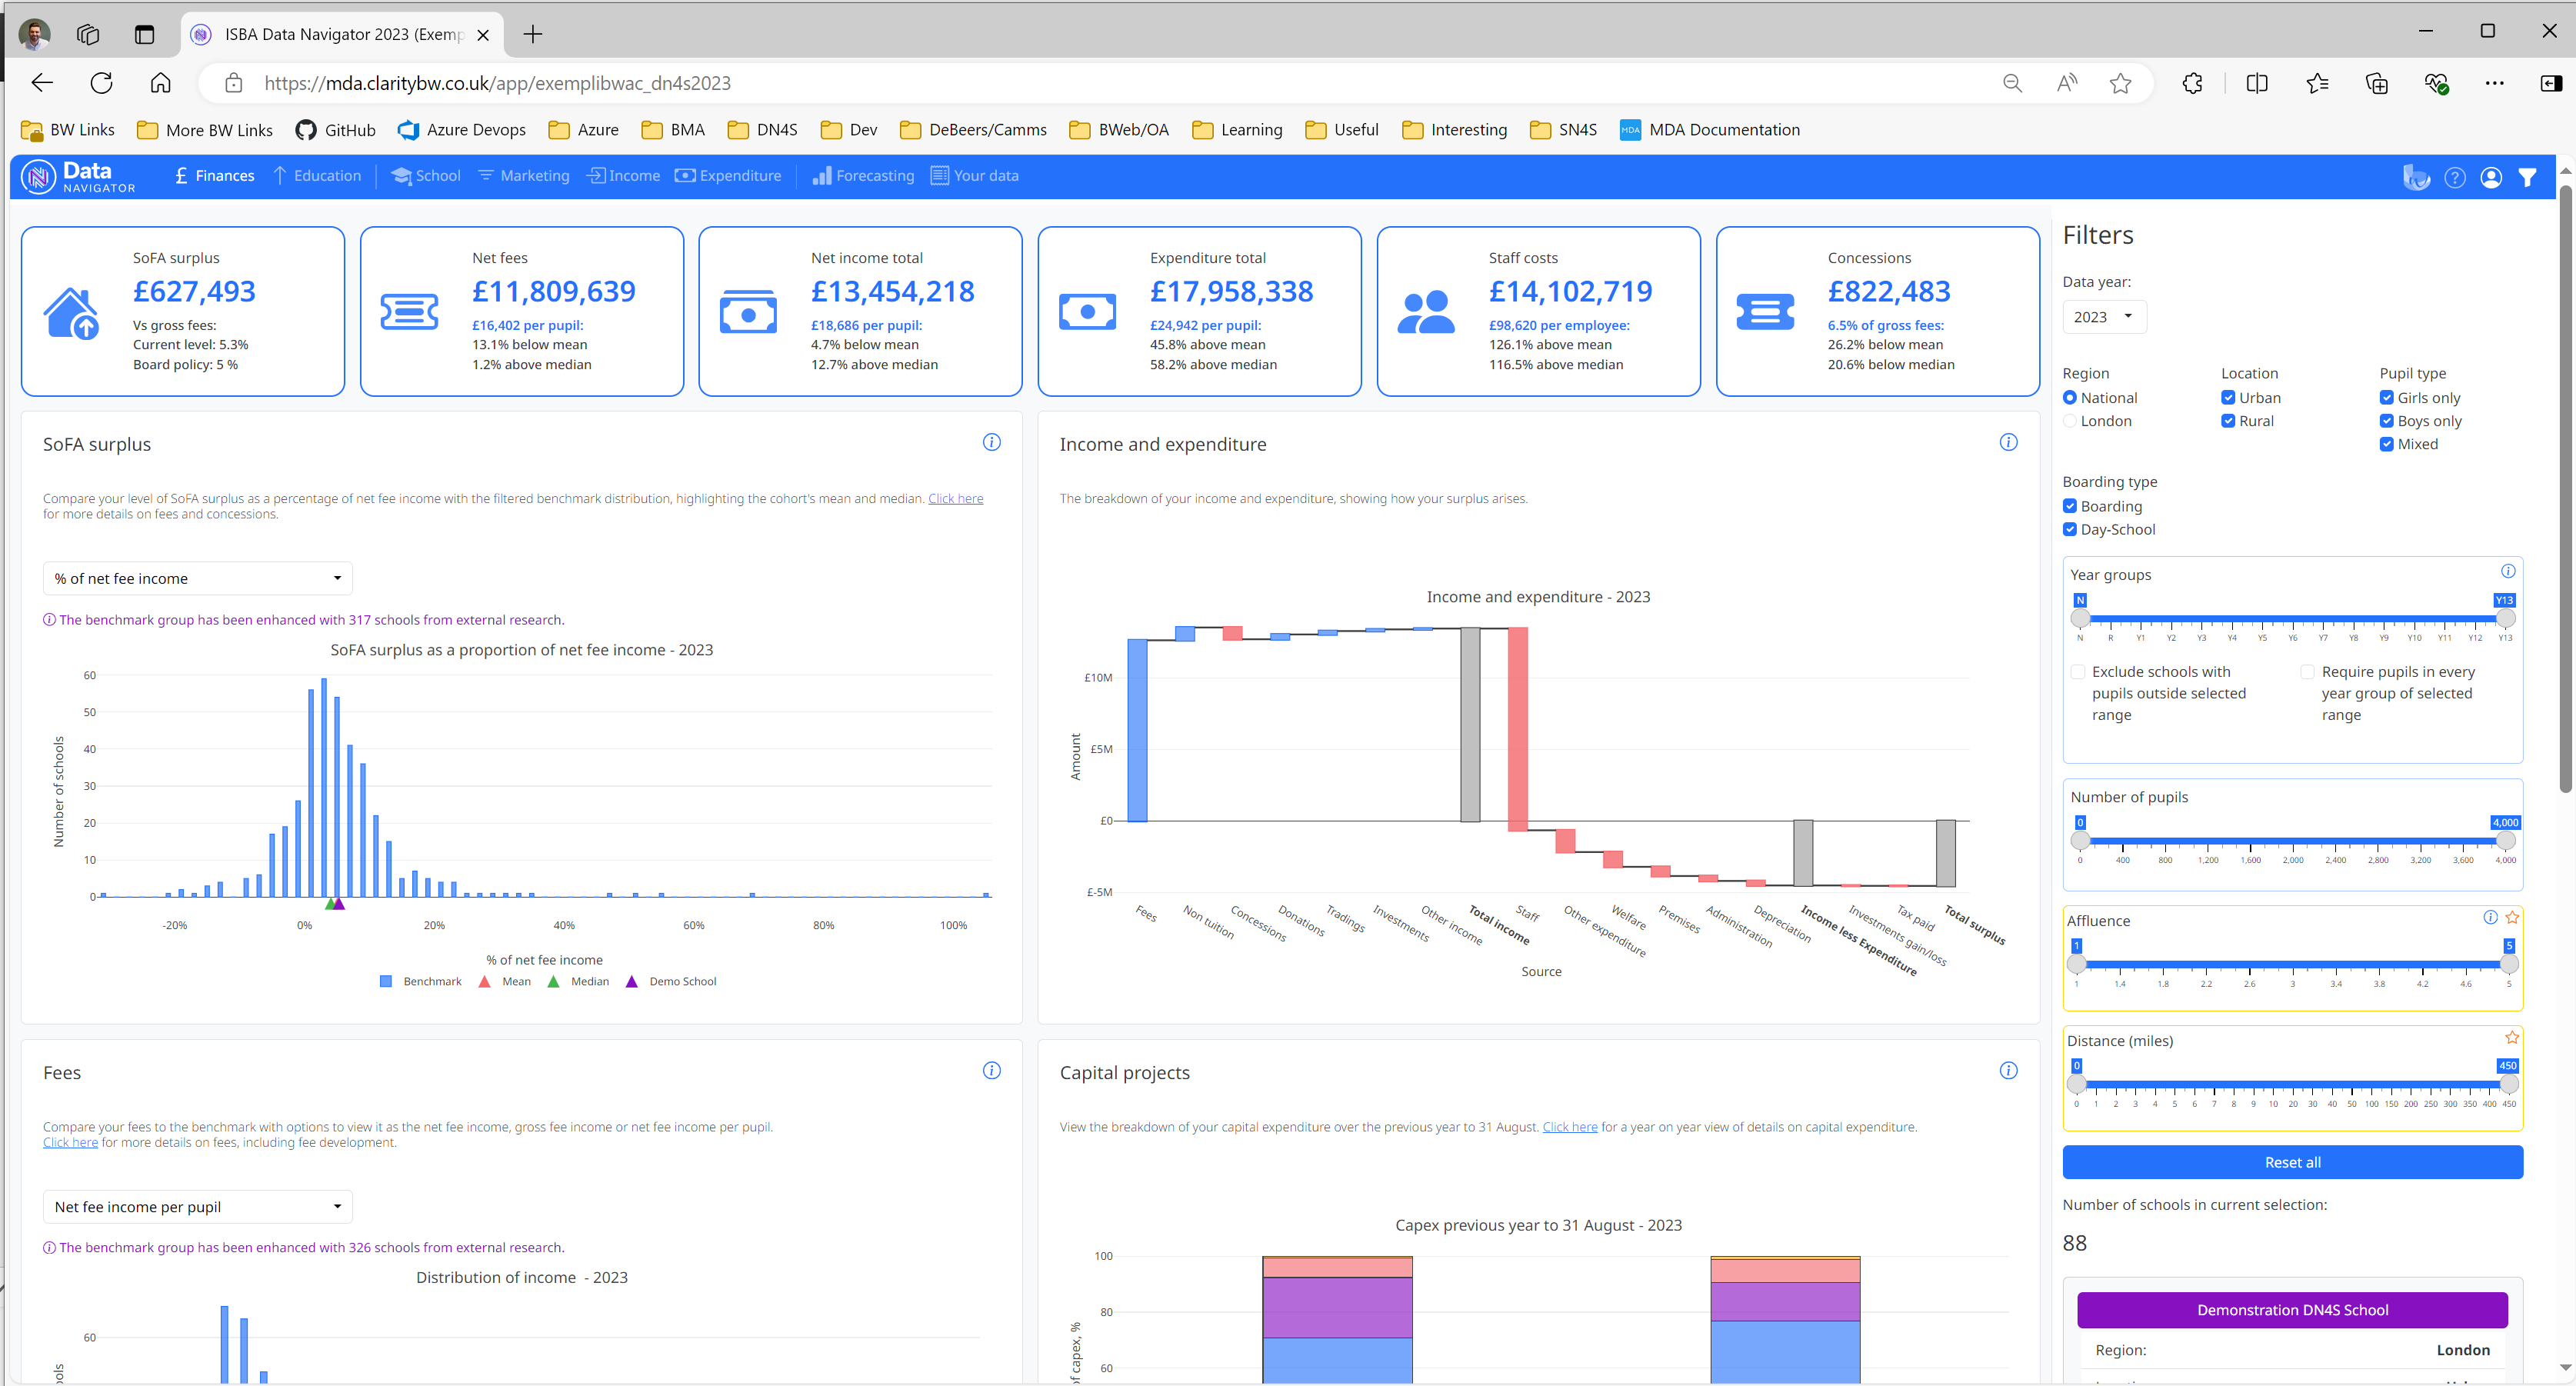 ISBA Data Navigator 2023 (Exemp
https://mda.claritybw.co.uk/app/exemplibwac_dn4s2023
BW Links More BW Links GitHub Azure Devops Azure BMA DN4S Dev DeBeers/Camms BWeb/OA Learning Useful Interesting SN4S MDA MDA Documentation
Data NAVIGATOR £ Finances Education School Marketing Income Expenditure Forecasting Your data ?
SoFA surplus
£627,493
Vs gross fees:
Current level: 5.3%
Board policy: 5 %
Net fees
£11,809,639
£16,402 per pupil:
13.1% below mean
1.2% above median
Net income total
£13,454,218
£18,686 per pupil:
4.7% below mean
12.7% above median
Expenditure total
£17,958,338
£24,942 per pupil:
45.8% above mean
58.2% above median
Staff costs
£14,102,719
£98,620 per employee:
126.1% above mean
116.5% above median
Concessions
£822,483
6.5% of gross fees:
26.2% below mean
20.6% below median
SoFA surplus
Compare your level of SoFA surplus as a percentage of net fee income with the filtered benchmark distribution, highlighting the cohort's mean and median. Click here
for more details on fees and concessions.
% of net fee income
The benchmark group has been enhanced with 317 schools from external research.
SoFA surplus as a proportion of net fee income - 2023
Number of schools
60
50
40
30
20
10
0
-20% 0% 20% 40% 60% 80% 100%
% of net fee income
Benchmark Mean Median Demo School
Income and expenditure
The breakdown of your income and expenditure, showing how your surplus arises.
Income and expenditure - 2023
Amount
£10M
£5M
£0
£-5M
Fees Non tuition Concessions Donations Tradings Investments Other income Total income Staff Other expenditure Welfare Premises Administration Depreciation Income less Expenditure Investments gain/loss Tax paid Total surplus
Source
Fees
Compare your fees to the benchmark with options to view it as the net fee income, gross fee income or net fee income per pupil.
Click here for more details on fees, including fee development.
Net fee income per pupil
The benchmark group has been enhanced with 326 schools from external research.
Distribution of income - 2023
60
Capital projects
View the breakdown of your capital expenditure over the previous year to 31 August. Click here for a year on year view of details on capital expenditure.
Capex previous year to 31 August - 2023
of capex, %
100
80
60
Filters
Data year:
2023
Region
National
London
Location
Urban
Rural
Pupil type
Girls only
Boys only
Mixed
Boarding type
Boarding
Day-School
Year groups
N Y13
N R Y1 Y2 Y3 Y4 Y5 Y6 Y7 Y8 Y9 Y10 Y11 Y12 Y13
Exclude schools with
pupils outside selected
range
Require pupils in every
year group of selected
range
Number of pupils
0 4,000
0 400 800 1,200 1,600 2,000 2,400 2,800 3,200 3,600 4,000
Affluence
1 5
1 1.4 1.8 2.2 2.6 3 3.4 3.8 4.2 4.6 5
Distance (miles)
0 450
0 1 2 3 4 5 6 7 8 9 10 20 30 40 50 100 150 200 250 300 350 400 450
Reset all
Number of schools in current selection:
88
Demonstration DN4S School
Region: London